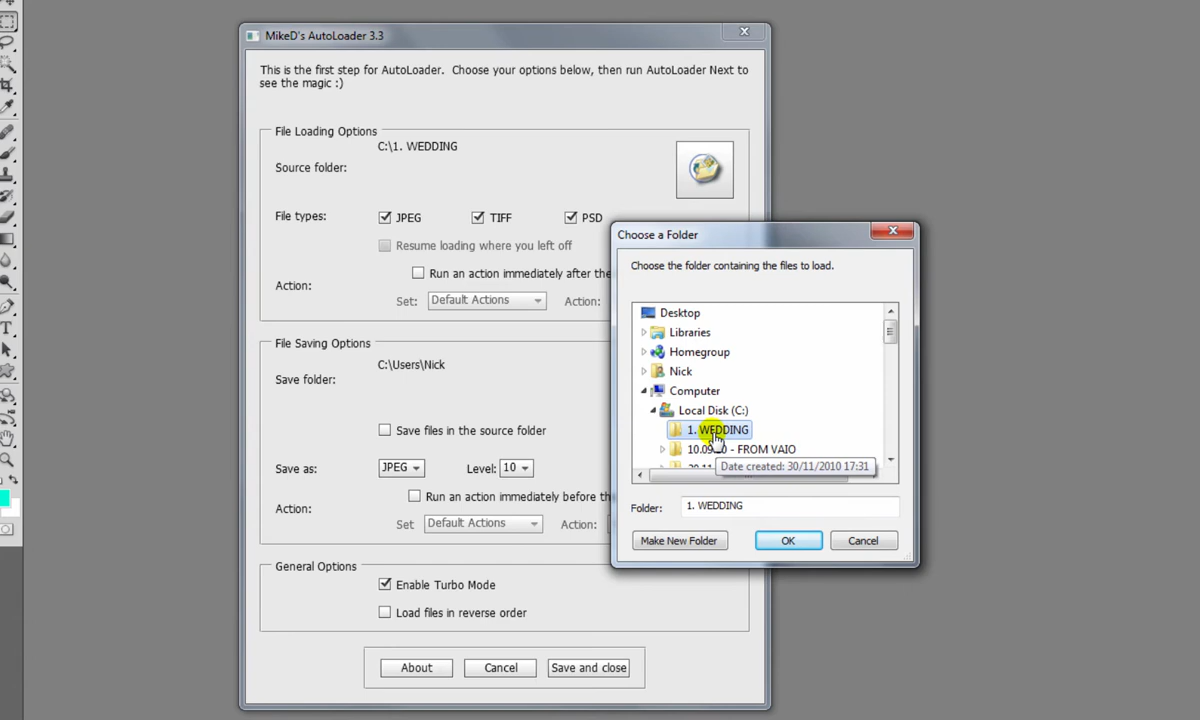 MikeD's AutoLoader 3.3
This is the first step for AutoLoader. Choose your options below, then run AutoLoader Next to
see the magic :)
File Loading Options
C:\1. WEDDING
Source folder:
File types: JPEG TIFF PSD
Resume loading where you left off
Run an action immediately after the
Action:
Set: Default Actions Action:
File Saving Options
C:\Users\Nick
Save folder:
Save files in the source folder
Save as: JPEG Level: 10
Run an action immediately before th
Action:
Set Default Actions Action:
General Options
Enable Turbo Mode
Load files in reverse order
About Cancel Save and close
Choose a Folder
Choose the folder containing the files to load.
Desktop
Libraries
Homegroup
Nick
Computer
Local Disk (C:)
1. WEDDING
- FROM VAIO
Date created: 30/11/2010 17:31
Folder: 1. WEDDING
Make New Folder OK Cancel